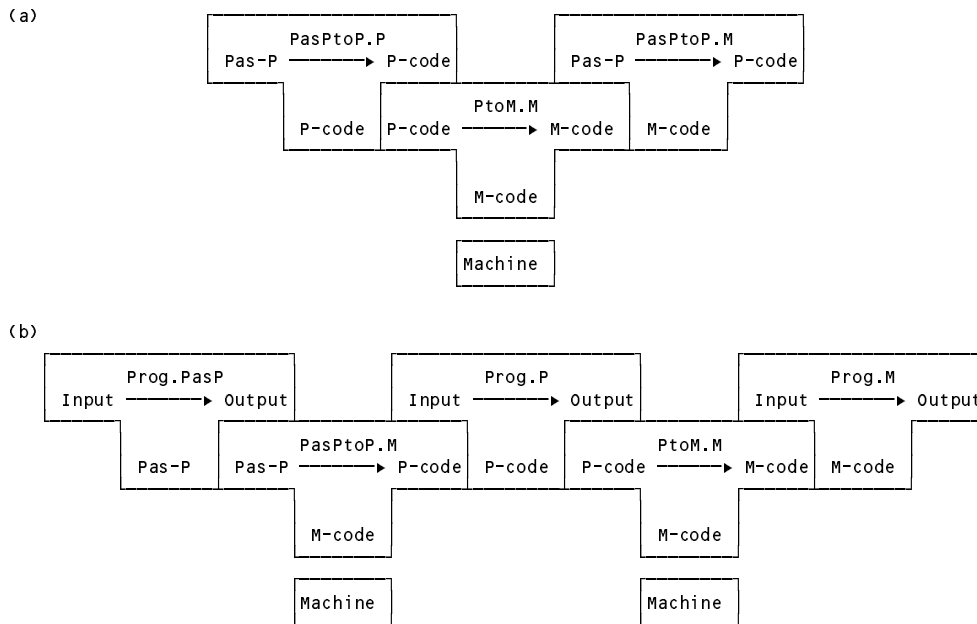 (a)
PasPtoP.P PasPtoP.M
Pas-P P-code Pas-P P-code
PtoM.M
P-code P-code M-code M-code
M-code
Machine
(b)
Prog.PasP Prog.P Prog.M
Input Output Input Output Input Output
PasPtoP.M PtoM.M
Pas-P Pas-P P-code P-code P-code M-code M-code
M-code M-code
Machine Machine